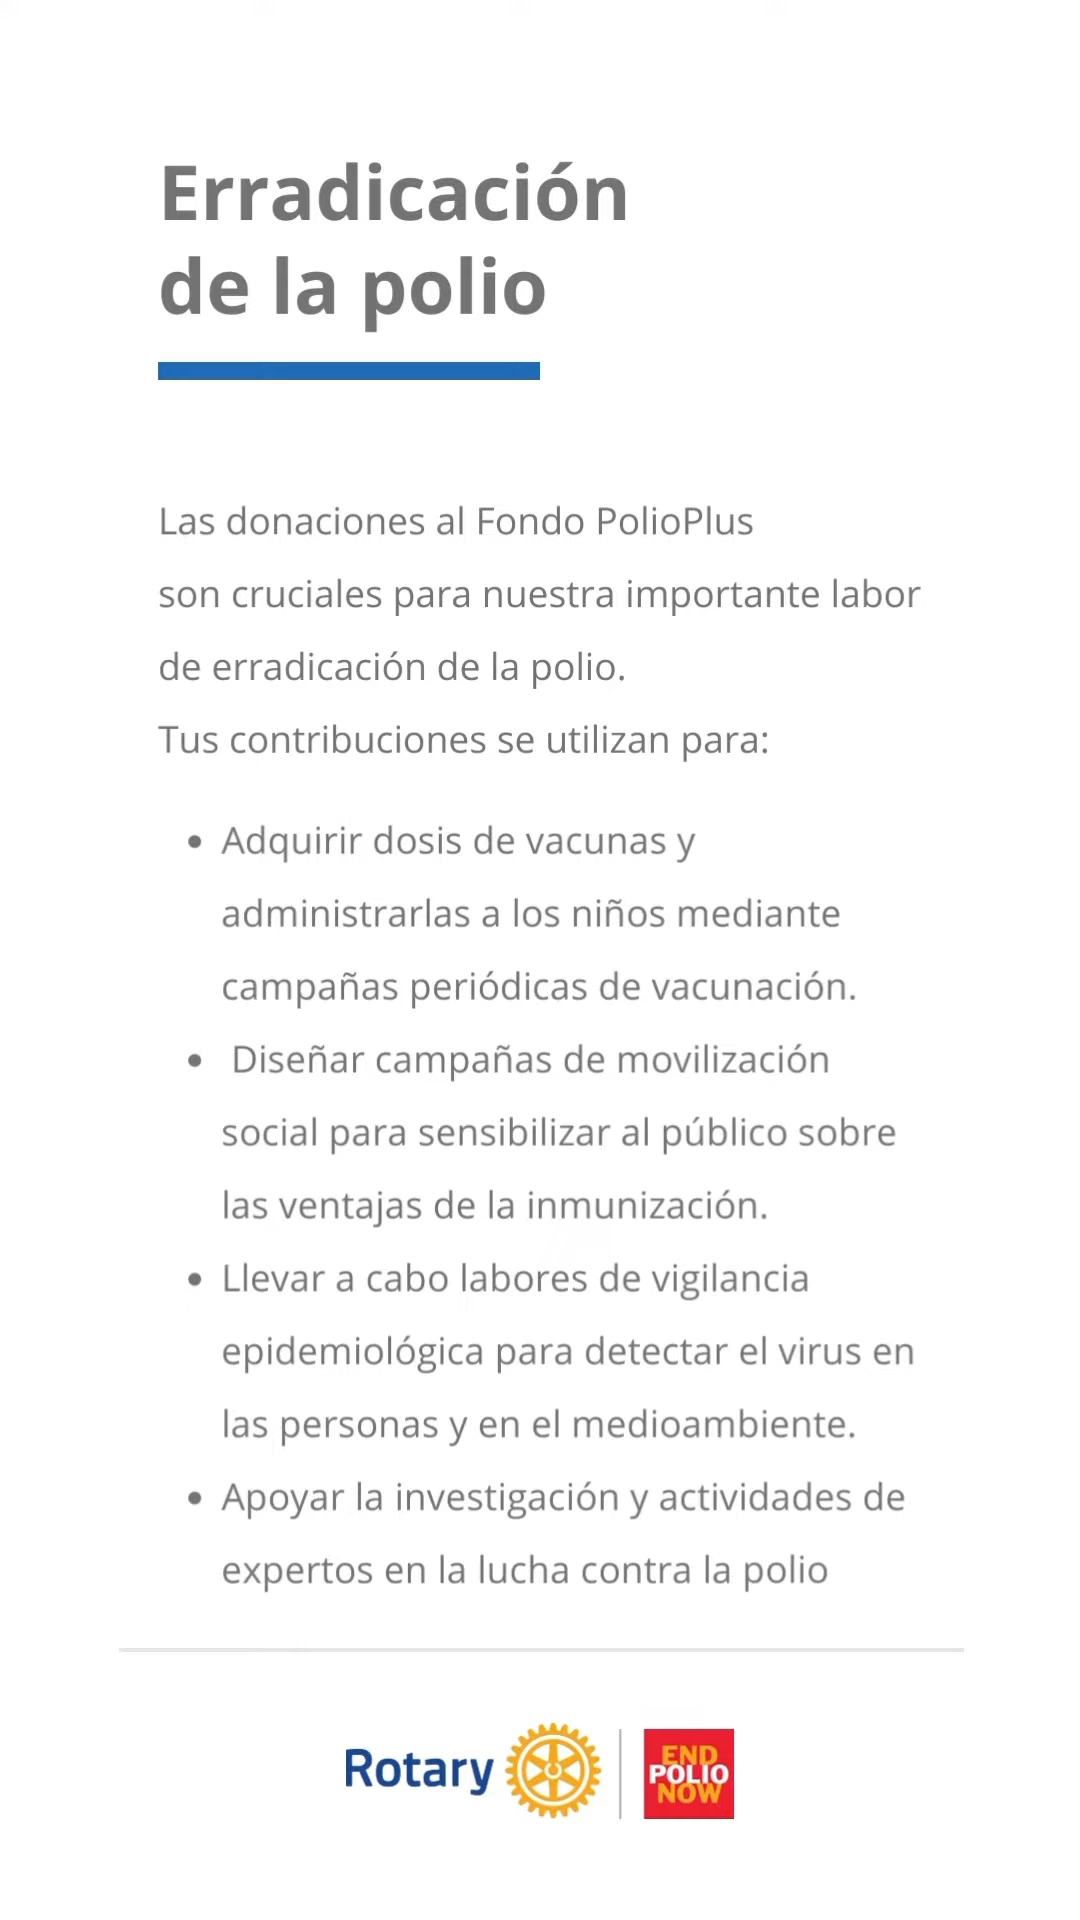 Erradicación
de la polio
Las donaciones al Fondo PolioPlus
son cruciales para nuestra importante labor
de erradicación de la polio.
Tus contribuciones se utilizan para:
• Adquirir dosis de vacunas y
administrarlas a los niños mediante
campañas periódicas de vacunación.
• Diseñar campañas de movilización
social para sensibilizar al público sobre
las ventajas de la inmunización.
• Llevar a cabo labores de vigilancia
epidemiológica para detectar el virus en
las personas y en el medioambiente.
• Apoyar la investigación y actividades de
expertos en la lucha contra la polio
Rotary
END
POLIO
NOW